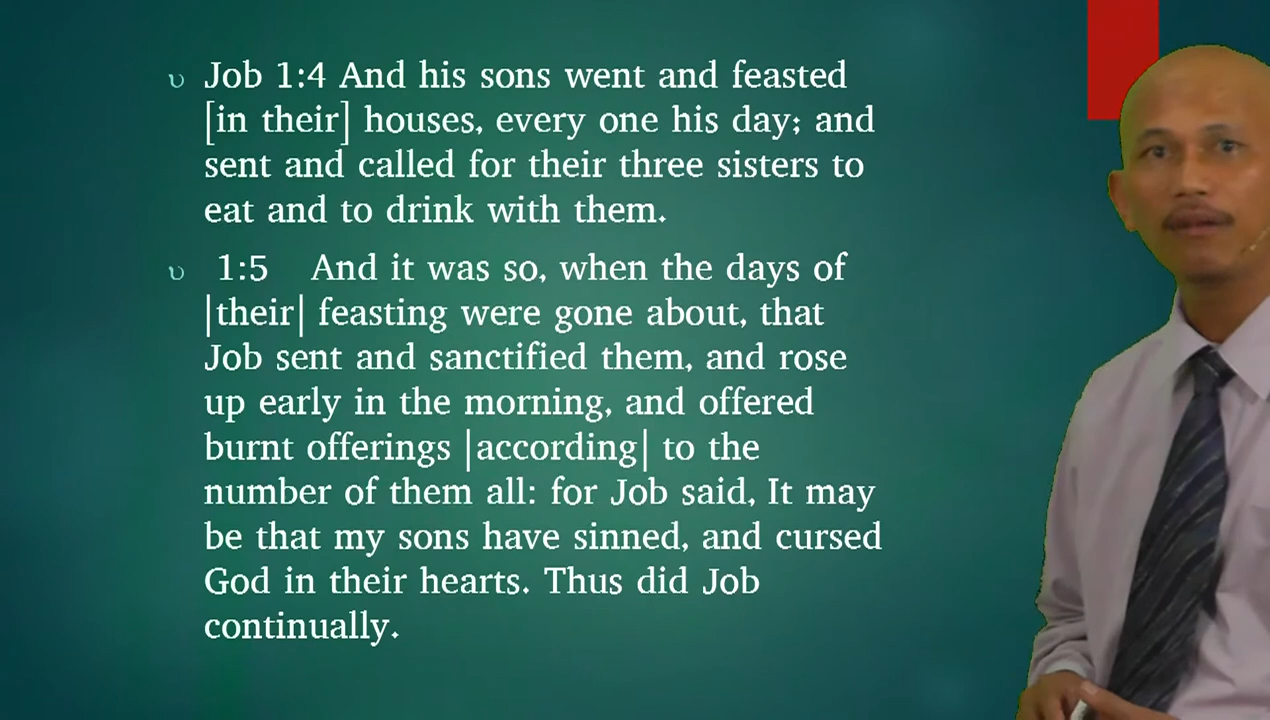 Job 1:4 And his sons went and feasted
[in their] houses, every one his day; and
sent and called for their three sisters to
eat and to drink with them.
1:5 And it was so, when the days of
|their| feasting were gone about, that
Job sent and sanctified them, and rose
up early in the morning, and offered
burnt offerings |according| to the
number of them all: for Job said, It may
be that my sons have sinned, and cursed
God in their hearts. Thus did Job
continually.